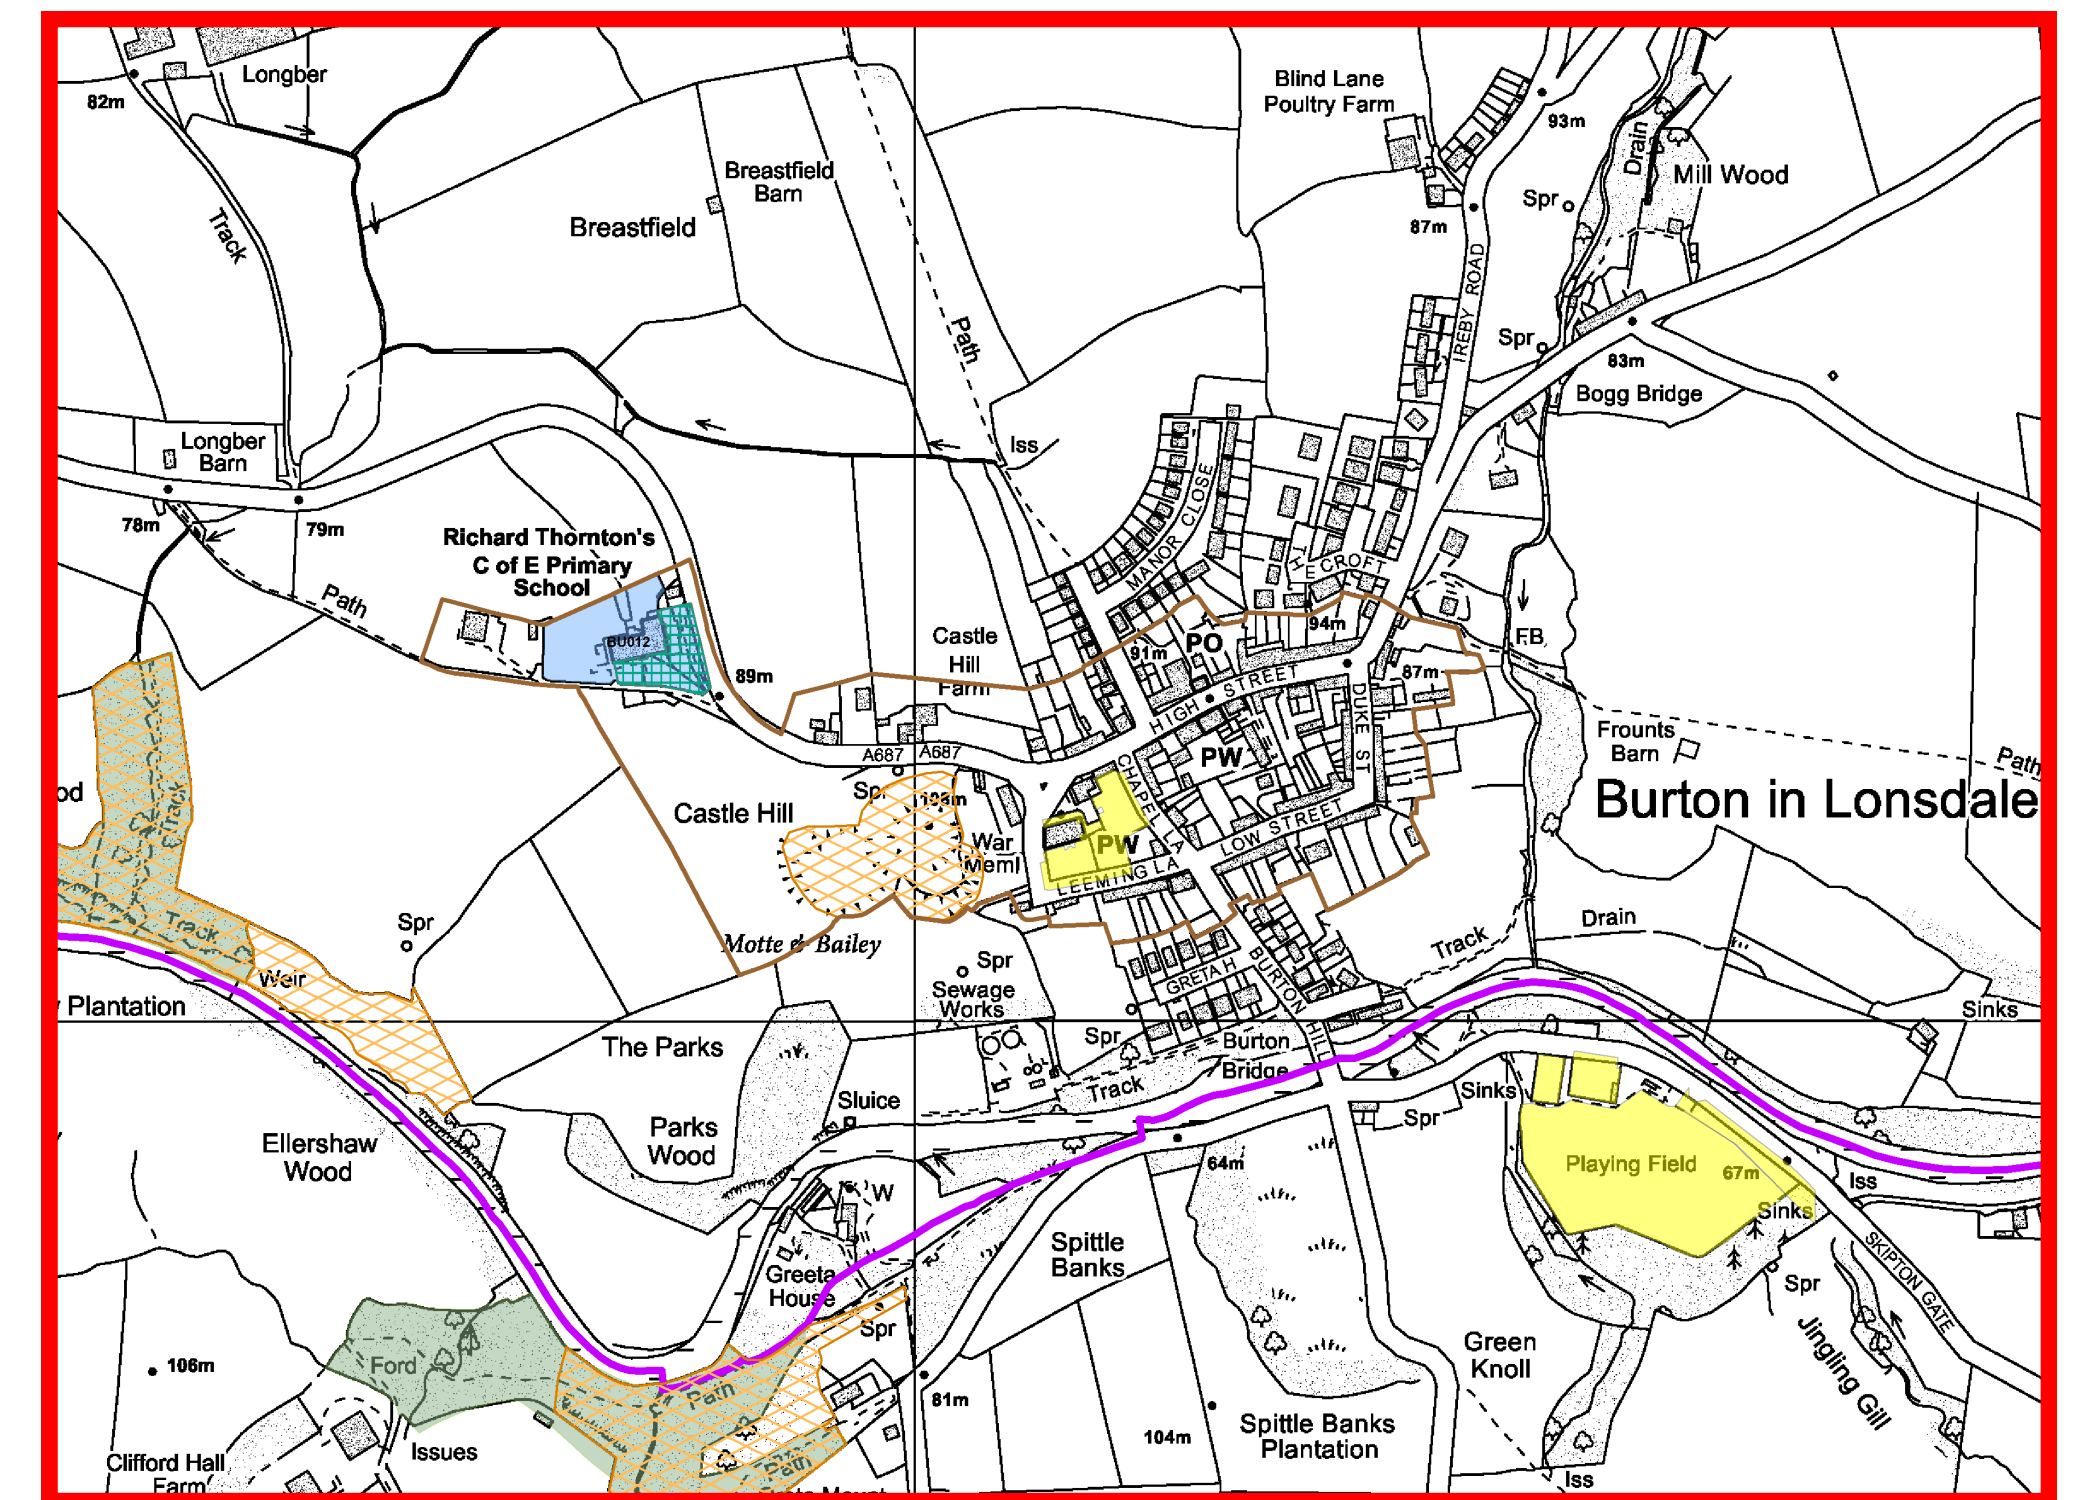 Longber
82m
Blind Lane
Poultry Farm
93m
Drain
Mill Wood
Breastfield
Barn
Breastfield
Spr
87m
Track
IREBY ROAD
Path
Spr
83m
Bogg Bridge
Longber
Barn
Iss
78m
79m
MANOR CLOSE
Richard Thornton's
C of E Primary
School
THE CROFT
Path
BU012
Castle
Hill
Farm
89m
94m
PO
91m
FB
87m
HIGH STREET
DUKE ST
A687 A687
PW
Frounts
Barn
Path
od
Track
Castle Hill
Spr
108m
War
Meml
CHAPEL LA
PW
LOW STREET
LEEMING LA
Burton in Lonsdale
Track
Spr
Motte & Bailey
Drain
Track
Weir
Spr
Sewage
Works
GRETA H
BURTON HILL
Plantation
Sinks
The Parks
Spr
Burton
Bridge
Track
Sinks
Sluice
Spr
Ellershaw
Wood
Parks
Wood
64m
Playing Field
67m
Iss
W
Sinks
Spittle
Banks
SKIPTON GATE
Greeta
House
Spr
Spr
Jingling Gill
Green
Knoll
Ford
106m
Path
81m
Spittle Banks
Plantation
104m
Issues
Clifford Hall
Farm
Path
Iss